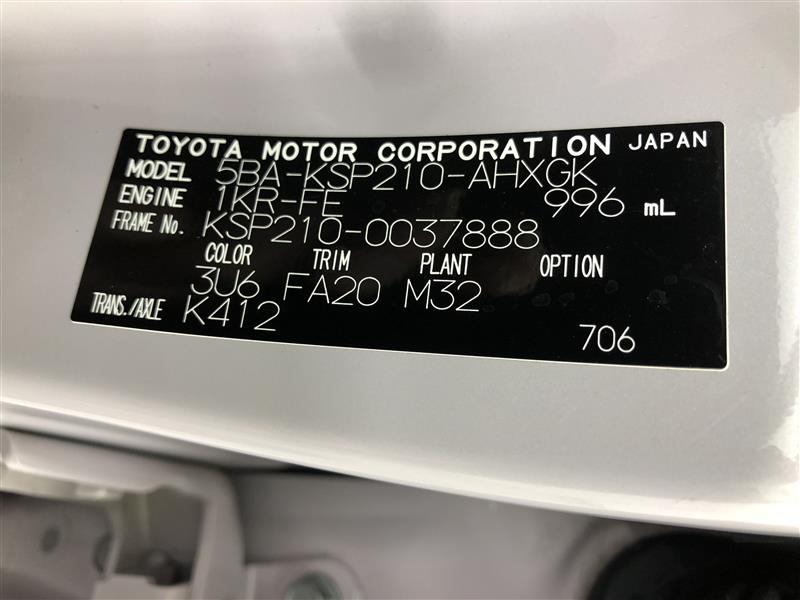 TOYOTA MOTOR CORPORATION JAPAN
MODEL 5BA-KSP210-AHXGK
ENGINE 1KR-FE 996 mL
FRAME No. KSP210-0037888
COLOR TRIM PLANT OPTION
3U6 FA20 M32
TRANS./AXLE K412
706